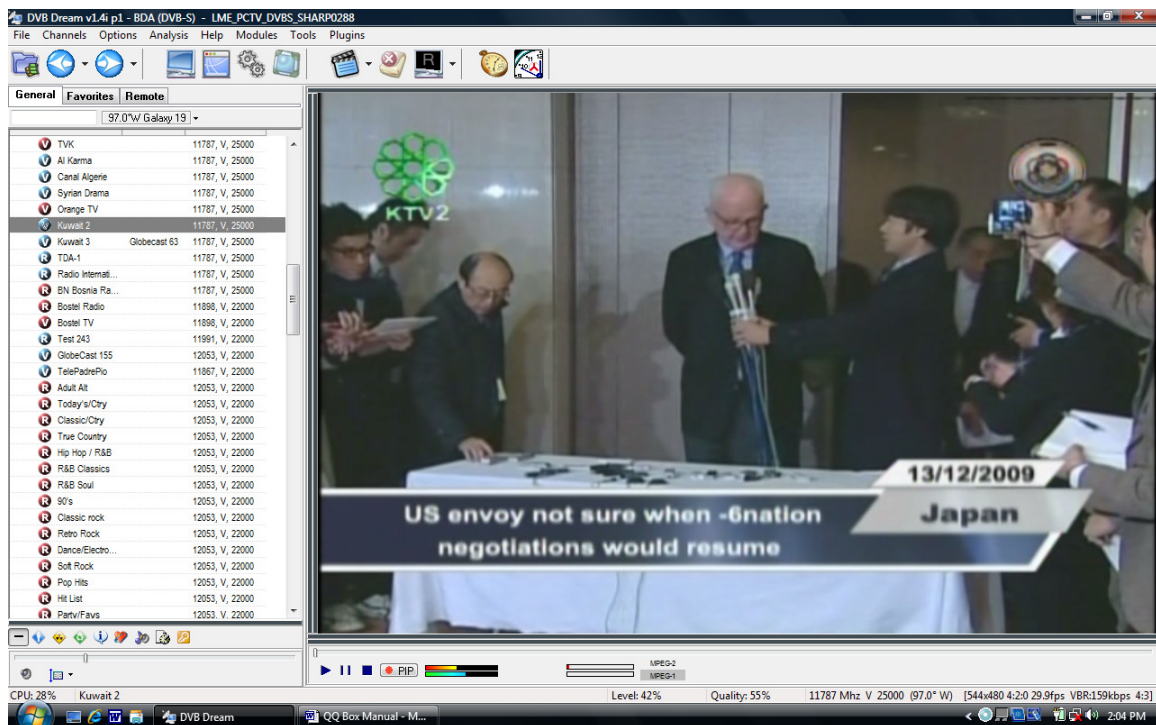 DVB Dream v1.4i p1 - BDA (DVB-S) - LME_PCTV_DVBS_SHARP0288
File Channels Options Analysis Help Modules Tools Plugins
General Favorites Remote
97.0°W Galaxy 19
TVK 11787, V, 25000
Al Karma 11787, V, 25000
Canal Algerie 11787, V, 25000
Syrian Drama 11787, V, 25000
Orange TV 11787, V, 25000
Kuwait 2 11787, V, 25000
Kuwait 3 Globecast 63 11787, V, 25000
TDA-1 11787, V, 25000
Radio Internati... 11787, V, 25000
BN Bosnia Ra... 11787, V, 25000
Bostel Radio 11898, V, 22000
Bostel TV 11898, V, 22000
Test 243 11991, V, 22000
GlobeCast 155 12053, V, 22000
TelePadrePio 11867, V, 22000
Adult Alt 12053, V, 22000
Today's/Ctry 12053, V, 22000
Classic/Ctry 12053, V, 22000
True Country 12053, V, 22000
Hip Hop / R&B 12053, V, 22000
R&B Classics 12053, V, 22000
R&B Soul 12053, V, 22000
90's 12053, V, 22000
Classic rock 12053, V, 22000
Retro Rock 12053, V, 22000
Dance/Electro... 12053, V, 22000
Soft Rock 12053, V, 22000
Pop Hits 12053, V, 22000
Hit List 12053, V, 22000
Party/Favs 12053, V, 22000
KTV2
13/12/2009
US envoy not sure when -6nation
Japan
negotiations would resume
PIP
MPEG-2
MPEG-1
CPU: 28% Kuwait 2 Level: 42% Quality: 55% 11787 Mhz V 25000 (97.0° W) [544x480 4:2:0 29.9fps VBR:159kbps 4:3]
DVB Dream QQ Box Manual - M... 2:04 PM